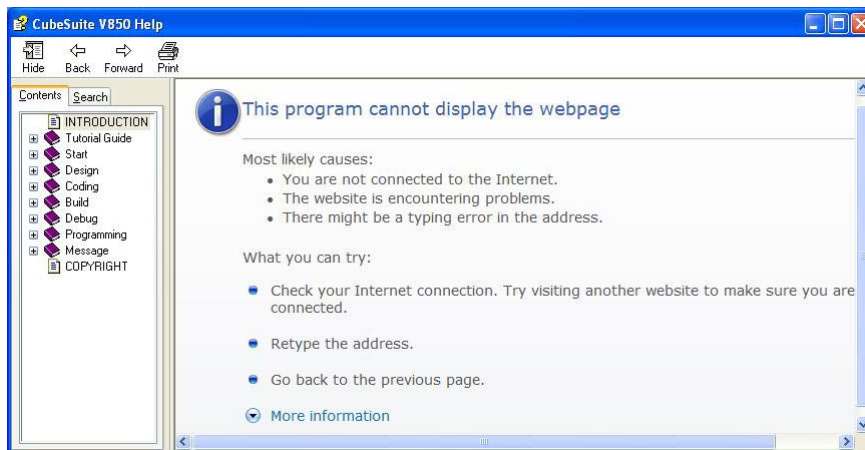 CubeSuite V850 Help
Hide Back Forward Print
Contents Search
INTRODUCTION
Tutorial Guide
Start
Design
Coding
Build
Debug
Programming
Message
COPYRIGHT
This program cannot display the webpage
Most likely causes:
• You are not connected to the Internet.
• The website is encountering problems.
• There might be a typing error in the address.
What you can try:
Check your Internet connection. Try visiting another website to make sure you are
connected.
Retype the address.
Go back to the previous page.
More information